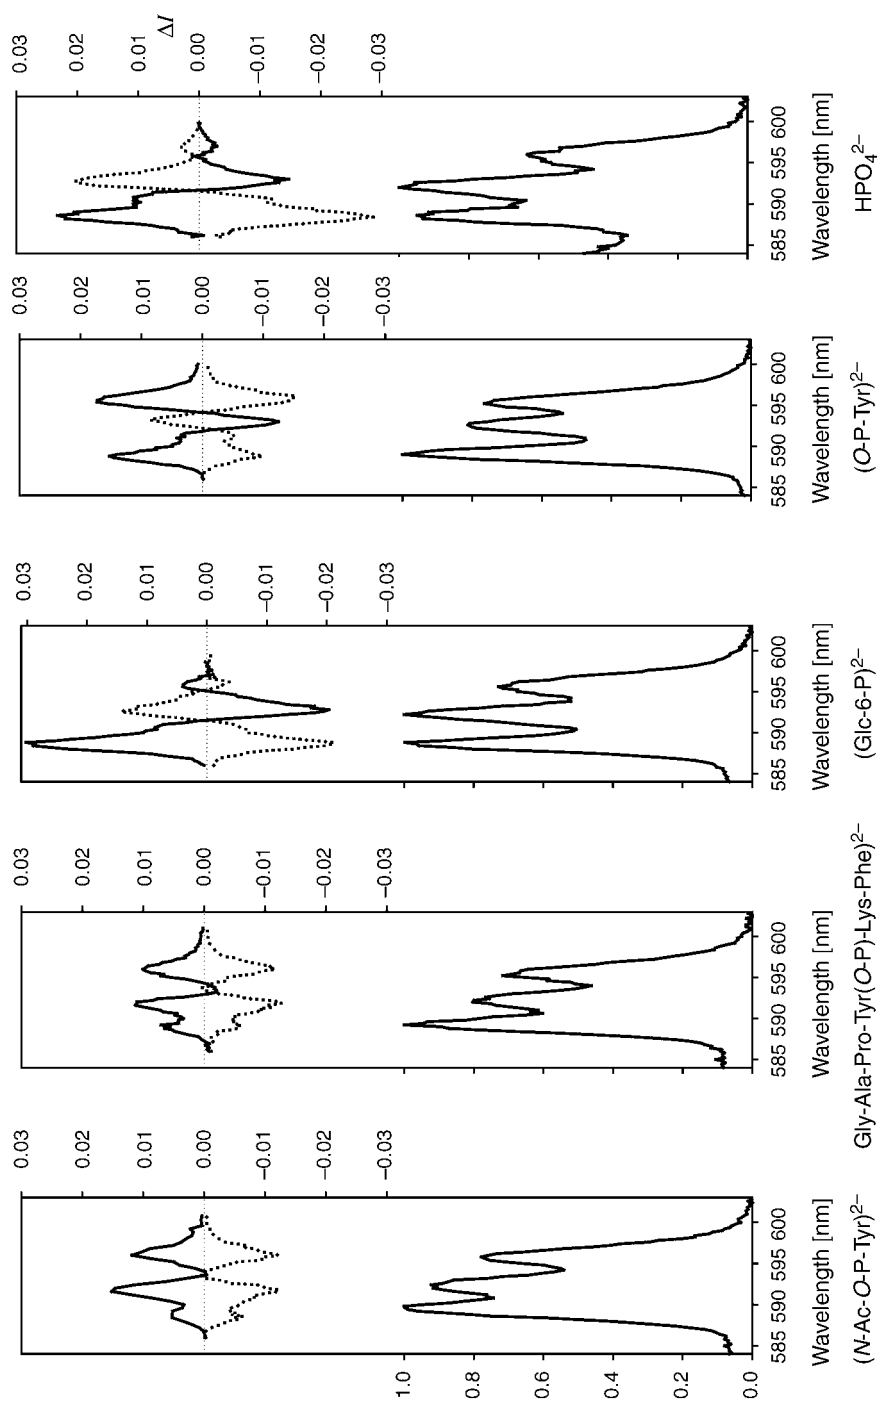 0.03
0.02
0.01
0.00
−0.01
−0.02
−0.03
1.0
0.8
0.6
0.4
0.2
0.0
585 590 595 600
Wavelength [nm]
(N-Ac-O-P-Tyr)²⁻
0.03
0.02
0.01
0.00
−0.01
−0.02
−0.03
585 590 595 600
Wavelength [nm]
Gly-Ala-Pro-Tyr(O-P)-Lys-Phe)²⁻
0.03
0.02
0.01
0.00
−0.01
−0.02
−0.03
585 590 595 600
Wavelength [nm]
(Glc-6-P)²⁻
0.03
0.02
0.01
0.00
−0.01
−0.02
−0.03
585 590 595 600
Wavelength [nm]
(O-P-Tyr)²⁻
0.03
0.02
0.01
ΔI
0.00
−0.01
−0.02
−0.03
585 590 595 600
Wavelength [nm]
HPO₄²⁻